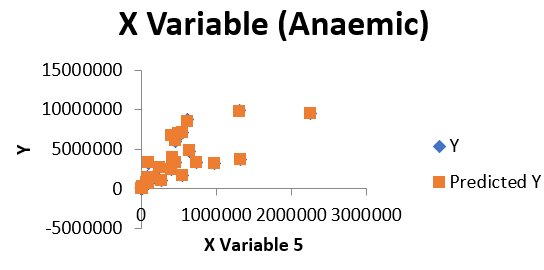 X Variable (Anaemic)
15000000
10000000
5000000
0
-5000000
0 1000000 2000000 3000000
Y
X Variable 5
Y
Predicted Y